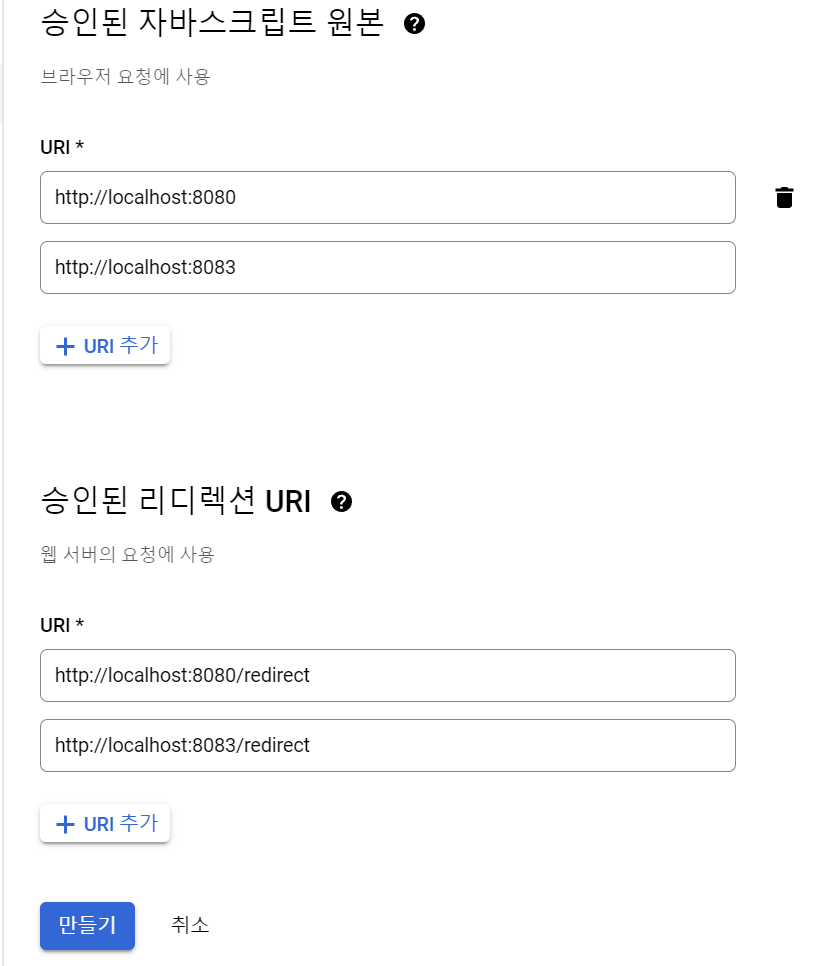 승인된 자바스크립트 원본
브라우저 요청에 사용
URI *
http://localhost:8080
http://localhost:8083
URI 추가
승인된 리디렉션 URI
웹 서버의 요청에 사용
URI *
http://localhost:8080/redirect
http://localhost:8083/redirect
URI 추가
만들기 취소